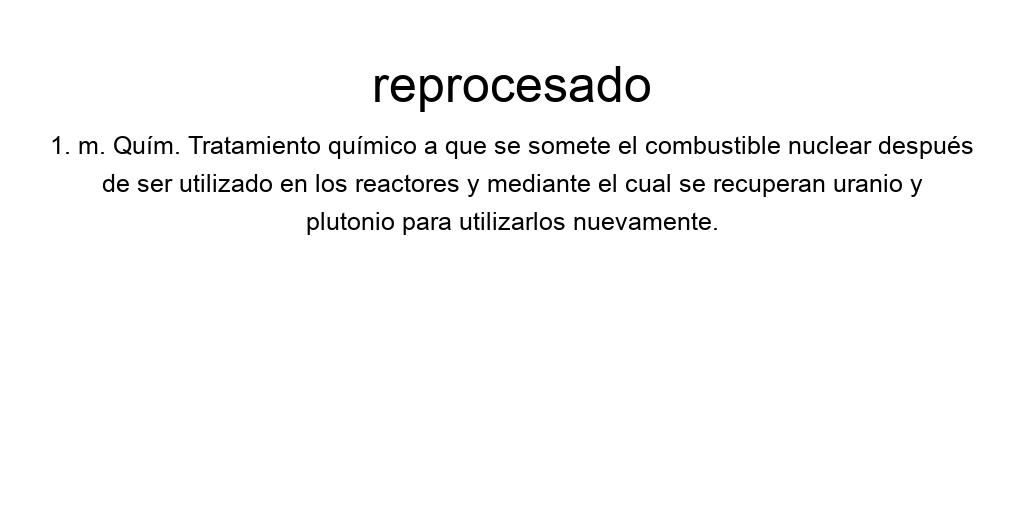 reprocesado
1. m. Quím. Tratamiento químico a que se somete el combustible nuclear después
de ser utilizado en los reactores y mediante el cual se recuperan uranio y
plutonio para utilizarlos nuevamente.